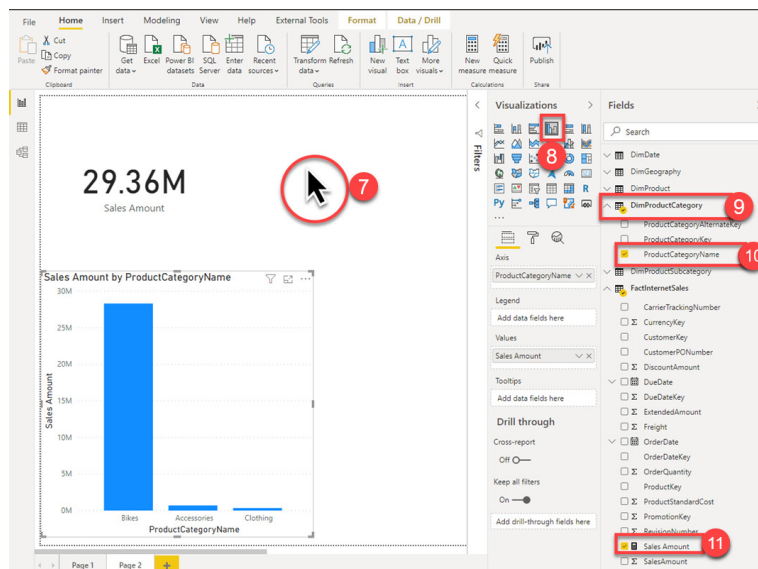 File Home Insert Modeling View Help External Tools Format Data / Drill
Paste
Cut
Copy
Format painter
Clipboard
Get data
Excel
Power BI datasets
SQL Server
Enter data
Recent sources
Data
Transform data
Refresh
Queries
New visual
Text box
More visuals
Insert
New measure
Quick measure
Calculations
Publish
Share
29.36M
Sales Amount
7
Sales Amount by ProductCategoryName
30M
25M
20M
15M
10M
5M
0M
Sales Amount
Bikes Accessories Clothing
ProductCategoryName
Page 1 Page 2
Filters
Visualizations
8
R
Py
Axis
ProductCategoryName
Legend
Add data fields here
Values
Sales Amount
Tooltips
Add data fields here
Drill through
Cross-report
Off
Keep all filters
On
Add drill-through fields here
Fields
Search
DimDate
DimGeography
DimProduct
DimProductCategory
9
ProductCategoryAlternateKey
ProductCategoryKey
ProductCategoryName
10
DimProductSubcategory
FactInternetSales
CarrierTrackingNumber
Σ CurrencyKey
CustomerKey
CustomerPONumber
Σ DiscountAmount
DueDate
Σ DueDateKey
Σ ExtendedAmount
Σ Freight
OrderDate
OrderDateKey
Σ OrderQuantity
ProductKey
Σ ProductStandardCost
Σ PromotionKey
Σ RevisionNumber
Sales Amount
11
Σ SalesAmount